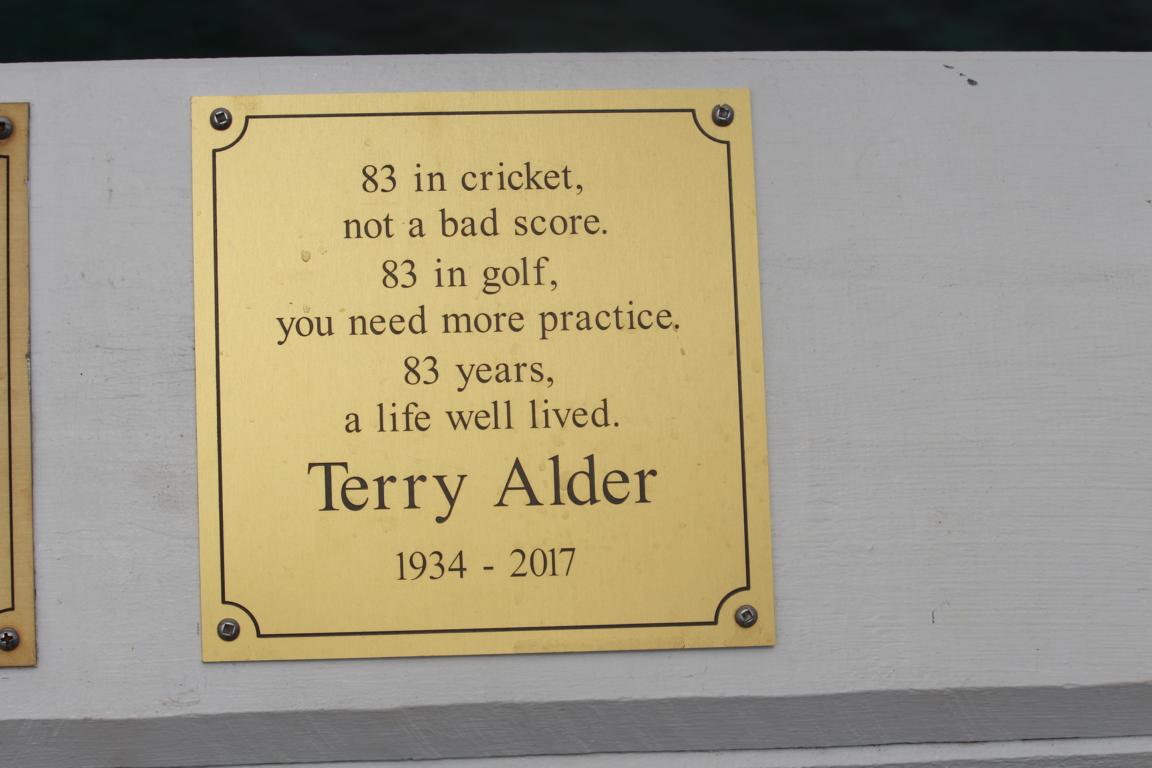 83 in cricket,
not a bad score.
83 in golf,
you need more practice.
83 years,
a life well lived.
Terry Alder
1934 - 2017